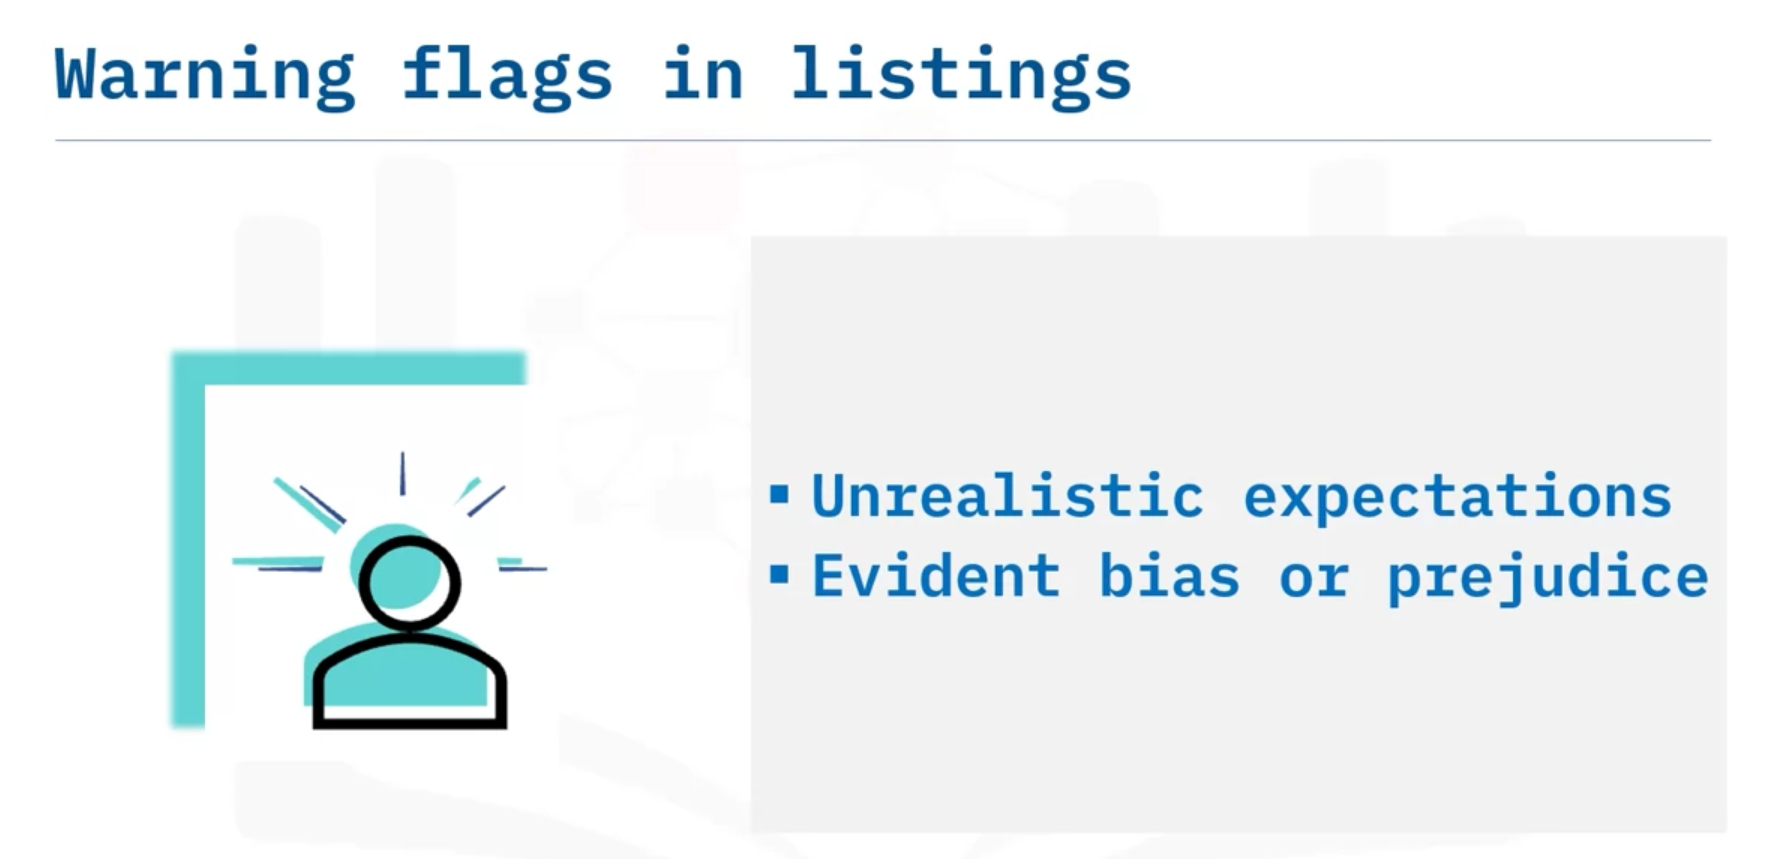 Warning flags in listings
▪ Unrealistic expectations
▪ Evident bias or prejudice